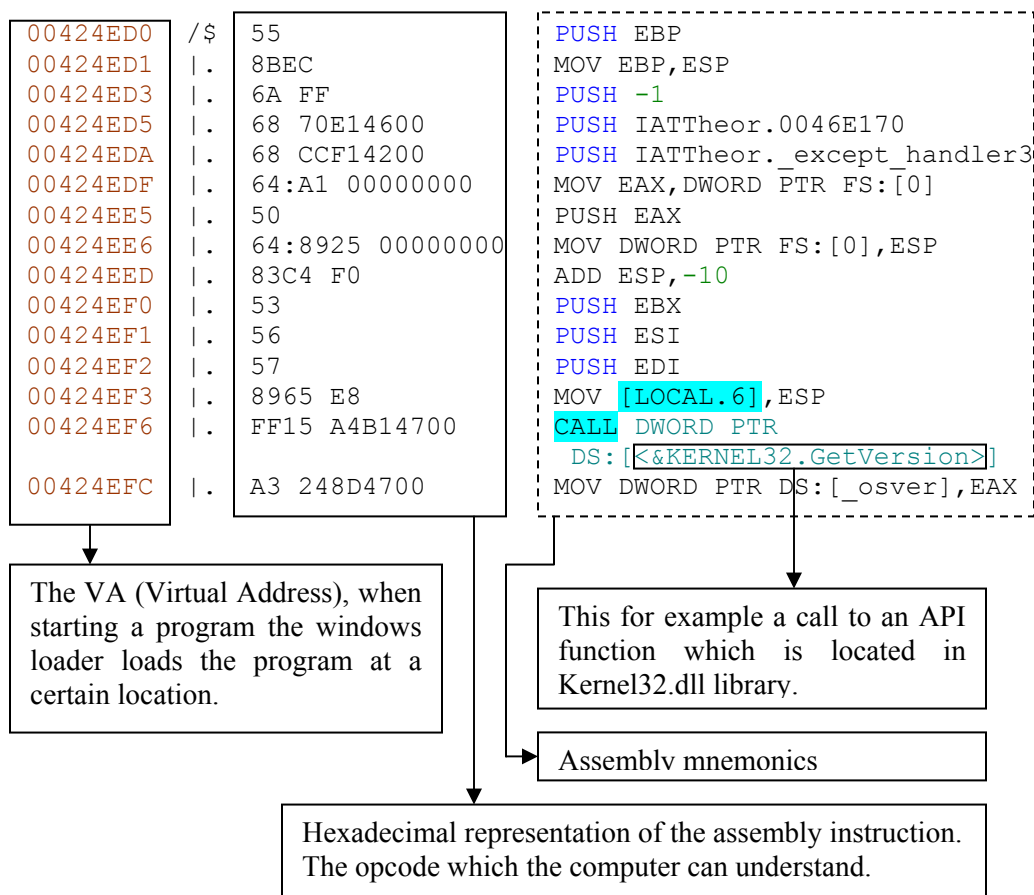 00424ED0 /$ 55 PUSH EBP
00424ED1 |. 8BEC MOV EBP,ESP
00424ED3 |. 6A FF PUSH -1
00424ED5 |. 68 70E14600 PUSH IATTheor.0046E170
00424EDA |. 68 CCF14200 PUSH IATTheor._except_handler3
00424EDF |. 64:A1 00000000 MOV EAX,DWORD PTR FS:[0]
00424EE5 |. 50 PUSH EAX
00424EE6 |. 64:8925 00000000 MOV DWORD PTR FS:[0],ESP
00424EED |. 83C4 F0 ADD ESP,-10
00424EF0 |. 53 PUSH EBX
00424EF1 |. 56 PUSH ESI
00424EF2 |. 57 PUSH EDI
00424EF3 |. 8965 E8 MOV [LOCAL.6],ESP
00424EF6 |. FF15 A4B14700 CALL DWORD PTR
DS:[<&KERNEL32.GetVersion>]
00424EFC |. A3 248D4700 MOV DWORD PTR DS:[_osver],EAX
The VA (Virtual Address), when
starting a program the windows
loader loads the program at a
certain location.
This for example a call to an API
function which is located in
Kernel32.dll library.
Assembly mnemonics
Hexadecimal representation of the assembly instruction.
The opcode which the computer can understand.